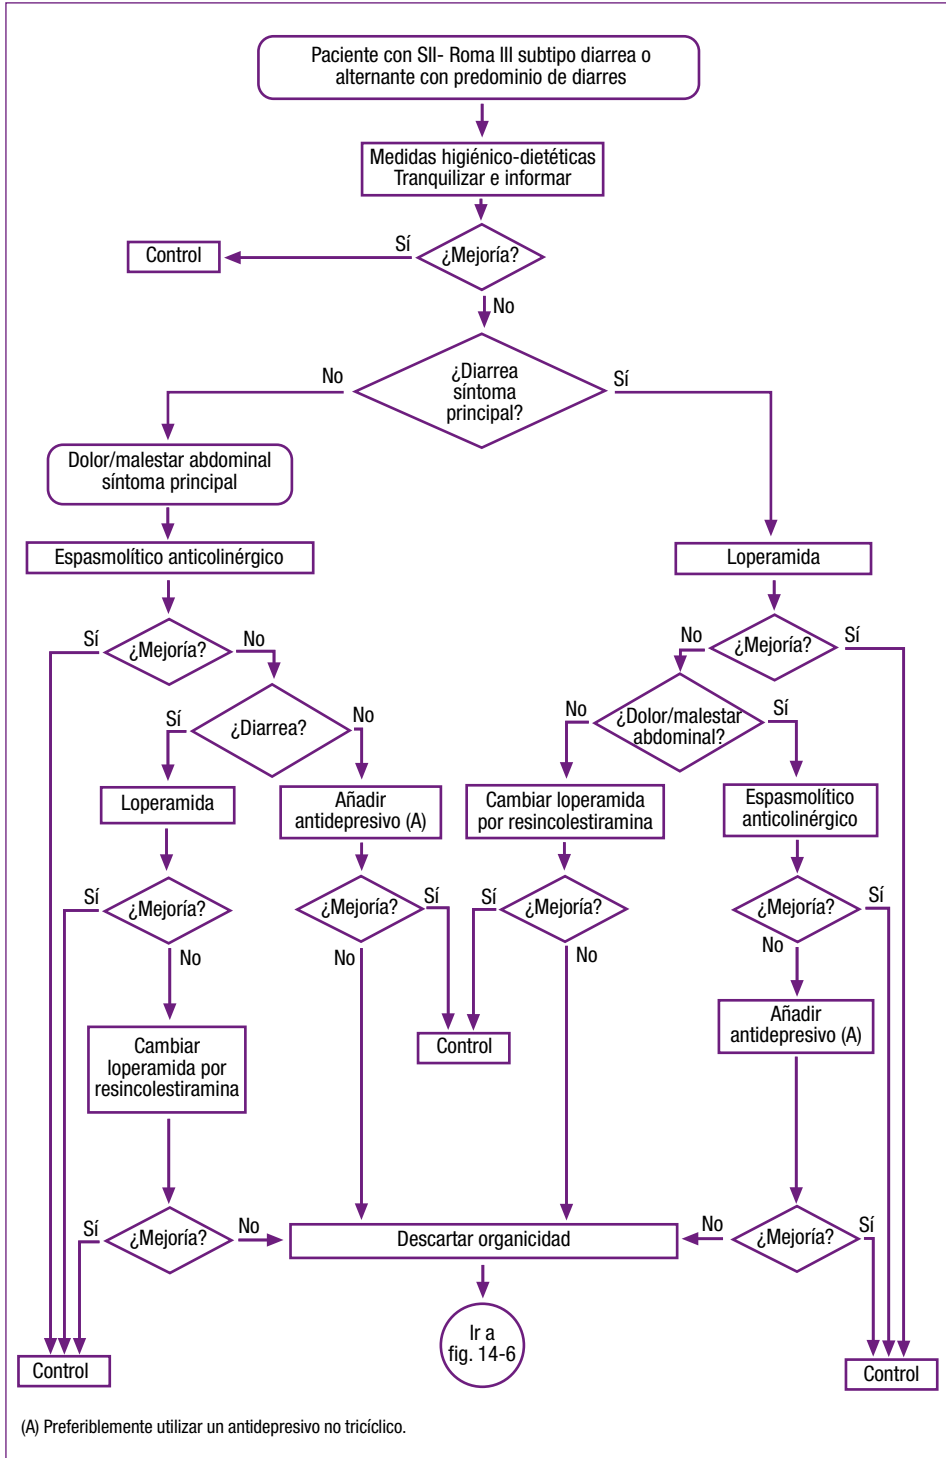 Paciente con SII- Roma III subtipo diarrea o
alternante con predominio de diarres
Medidas higiénico-dietéticas
Tranquilizar e informar
¿Mejoría?
Sí
Control
No
¿Diarrea
síntoma
principal?
No
Sí
Dolor/malestar abdominal
síntoma principal
Espasmolítico anticolinérgico
Loperamida
¿Mejoría?
Sí
No
¿Mejoría?
No
Sí
¿Diarrea?
Sí
No
¿Dolor/malestar
abdominal?
No
Sí
Loperamida
Añadir
antidepresivo (A)
Cambiar loperamida
por resincolestiramina
Espasmolítico
anticolinérgico
¿Mejoría?
Sí
No
¿Mejoría?
Sí
No
¿Mejoría?
Sí
No
¿Mejoría?
Sí
No
Cambiar
loperamida por
resincolestiramina
Control
Añadir
antidepresivo (A)
¿Mejoría?
Sí
No
Descartar organicidad
¿Mejoría?
No
Sí
Ir a
fig. 14-6
Control
Control
(A) Preferiblemente utilizar un antidepresivo no tricíclico.